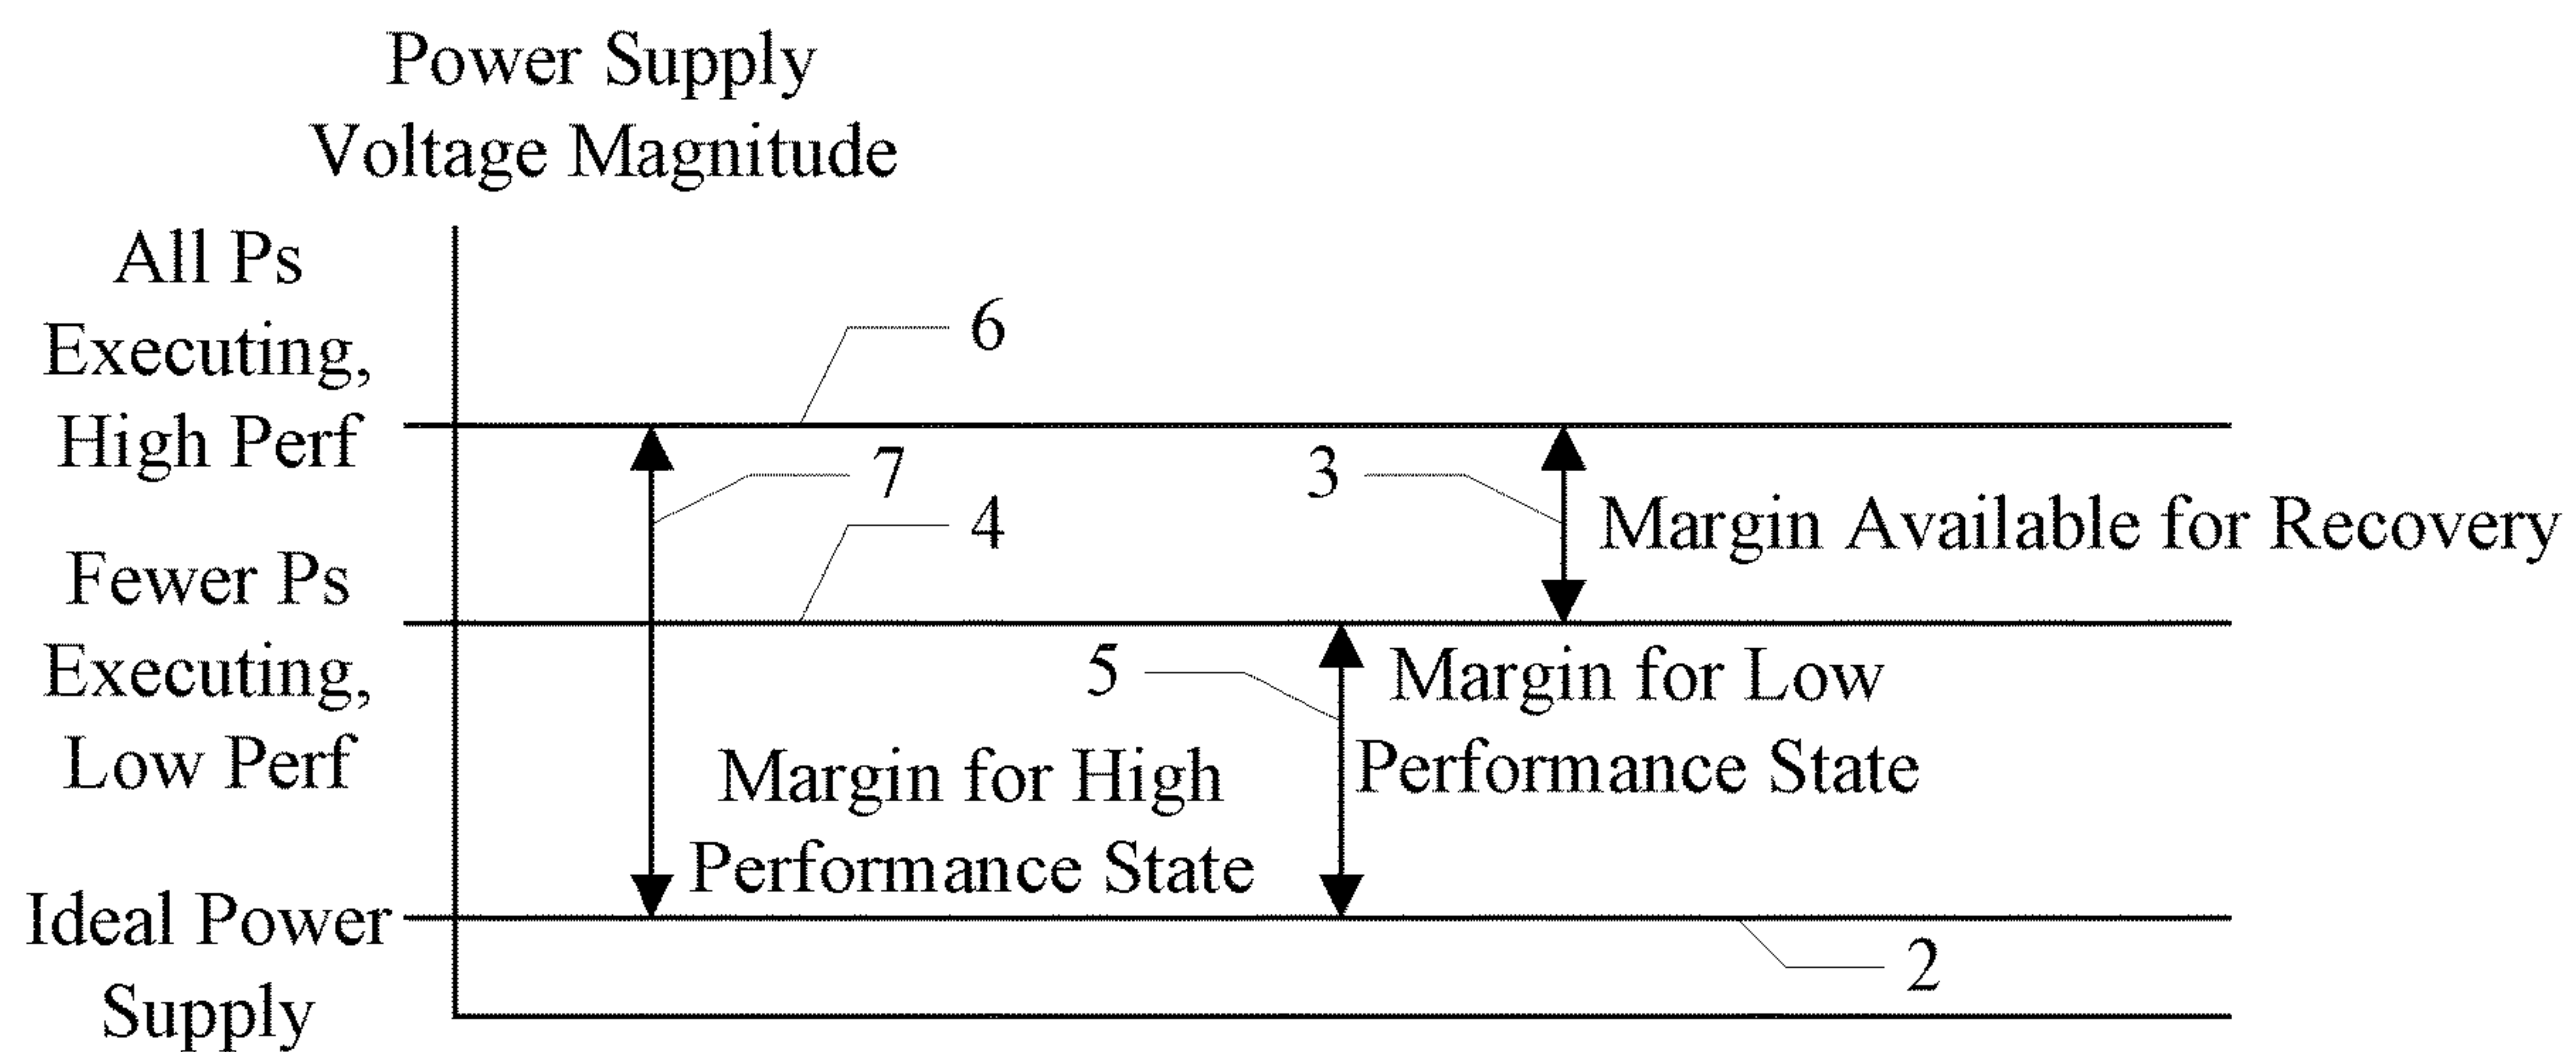 Power Supply
Voltage Magnitude
All Ps
Executing,
High Perf
6
7
3
4
Margin Available for Recovery
Fewer Ps
Executing,
Low Perf
5
Margin for Low
Performance State
Margin for High
Performance State
Ideal Power
Supply
2